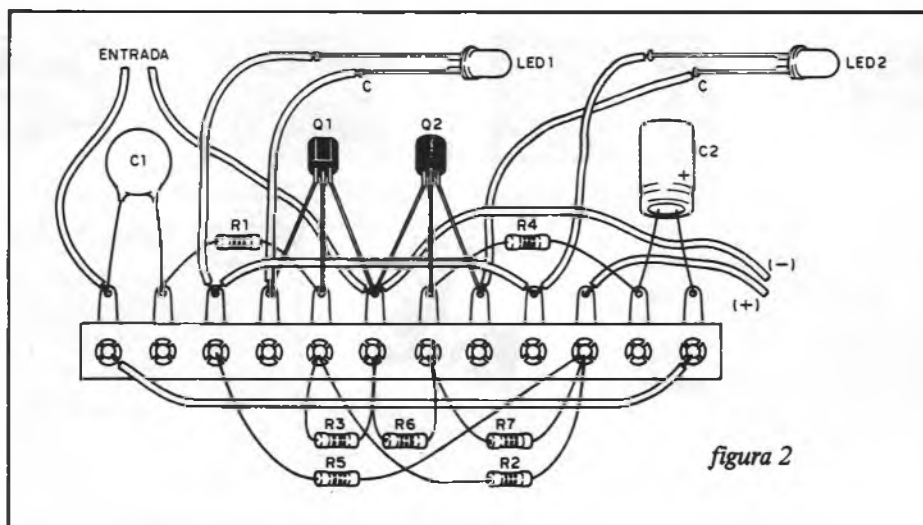 ENTRADA
LED1
LED2
C
C
Q1
Q2
C1
C2
+
R1
R4
(-)
(+)
R3
R6
R7
R5
R2
figura 2